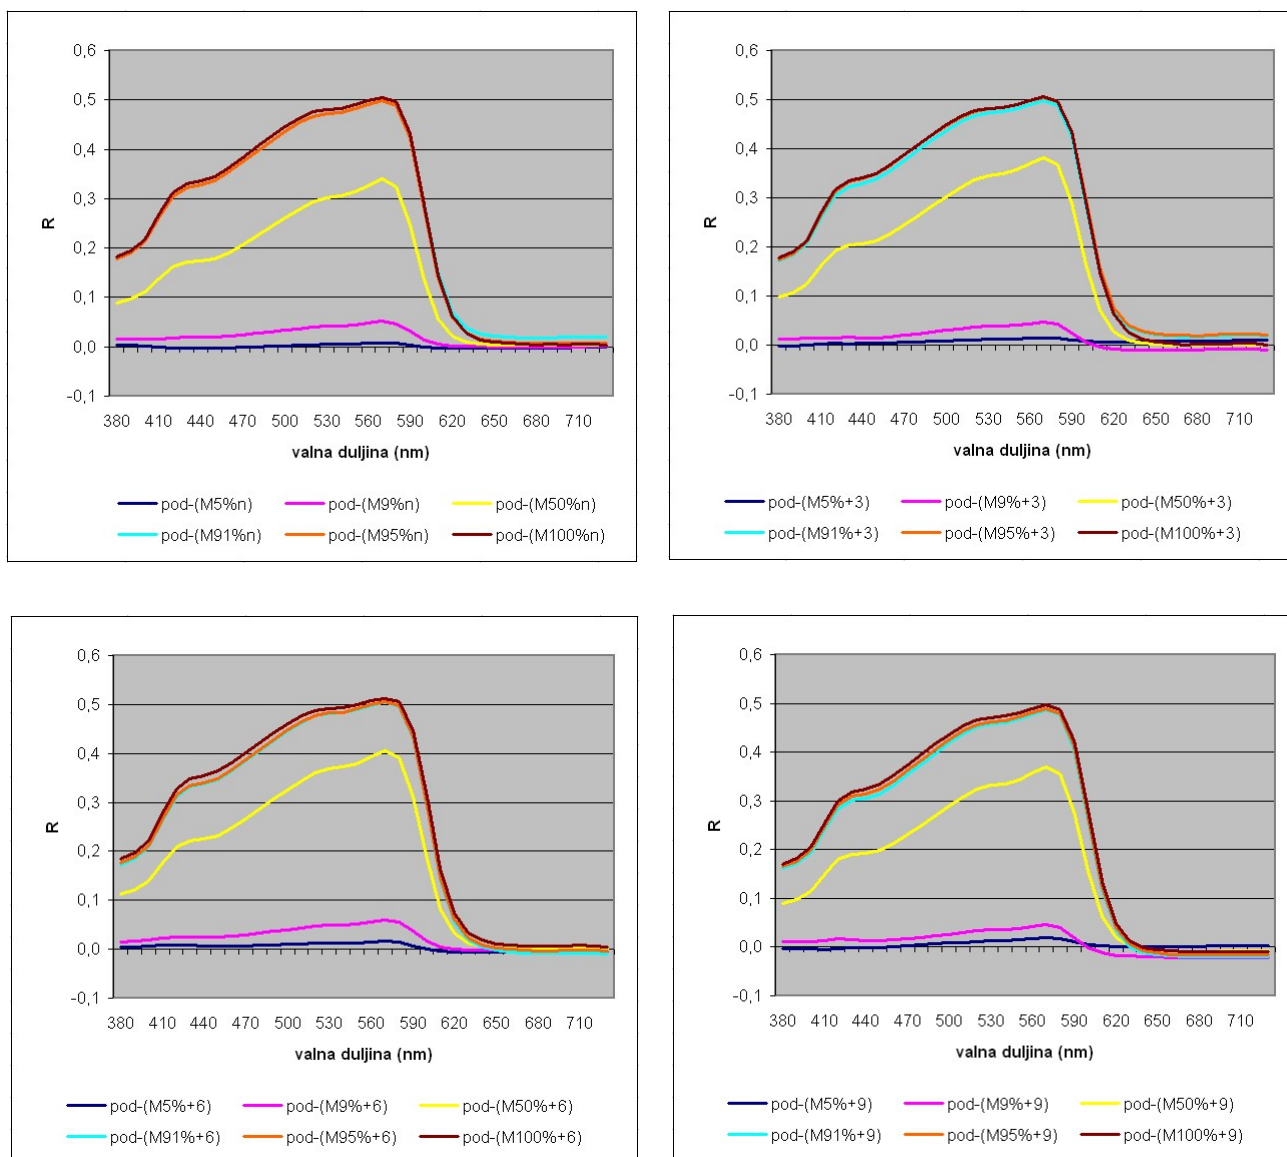 0,6
0,5
0,4
0,3
0,2
0,1
0,0
-0,1
R
380 410 440 470 500 530 560 590 620 650 680 710
valna duljina (nm)
pod-(M5%n) pod-(M9%n) pod-(M50%n)
pod-(M91%n) pod-(M95%n) pod-(M100%n)
0,6
0,5
0,4
0,3
0,2
0,1
0,0
-0,1
R
380 410 440 470 500 530 560 590 620 650 680 710
valna duljina (nm)
pod-(M5%+3) pod-(M9%+3) pod-(M50%+3)
pod-(M91%+3) pod-(M95%+3) pod-(M100%+3)
0,6
0,5
0,4
0,3
0,2
0,1
0,0
-0,1
R
380 410 440 470 500 530 560 590 620 650 680 710
valna duljina (nm)
pod-(M5%+6) pod-(M9%+6) pod-(M50%+6)
pod-(M91%+6) pod-(M95%+6) pod-(M100%+6)
0,6
0,5
0,4
0,3
0,2
0,1
0,0
-0,1
R
380 410 440 470 500 530 560 590 620 650 680 710
valna duljina (nm)
pod-(M5%+9) pod-(M9%+9) pod-(M50%+9)
pod-(M91%+9) pod-(M95%+9) pod-(M100%+9)